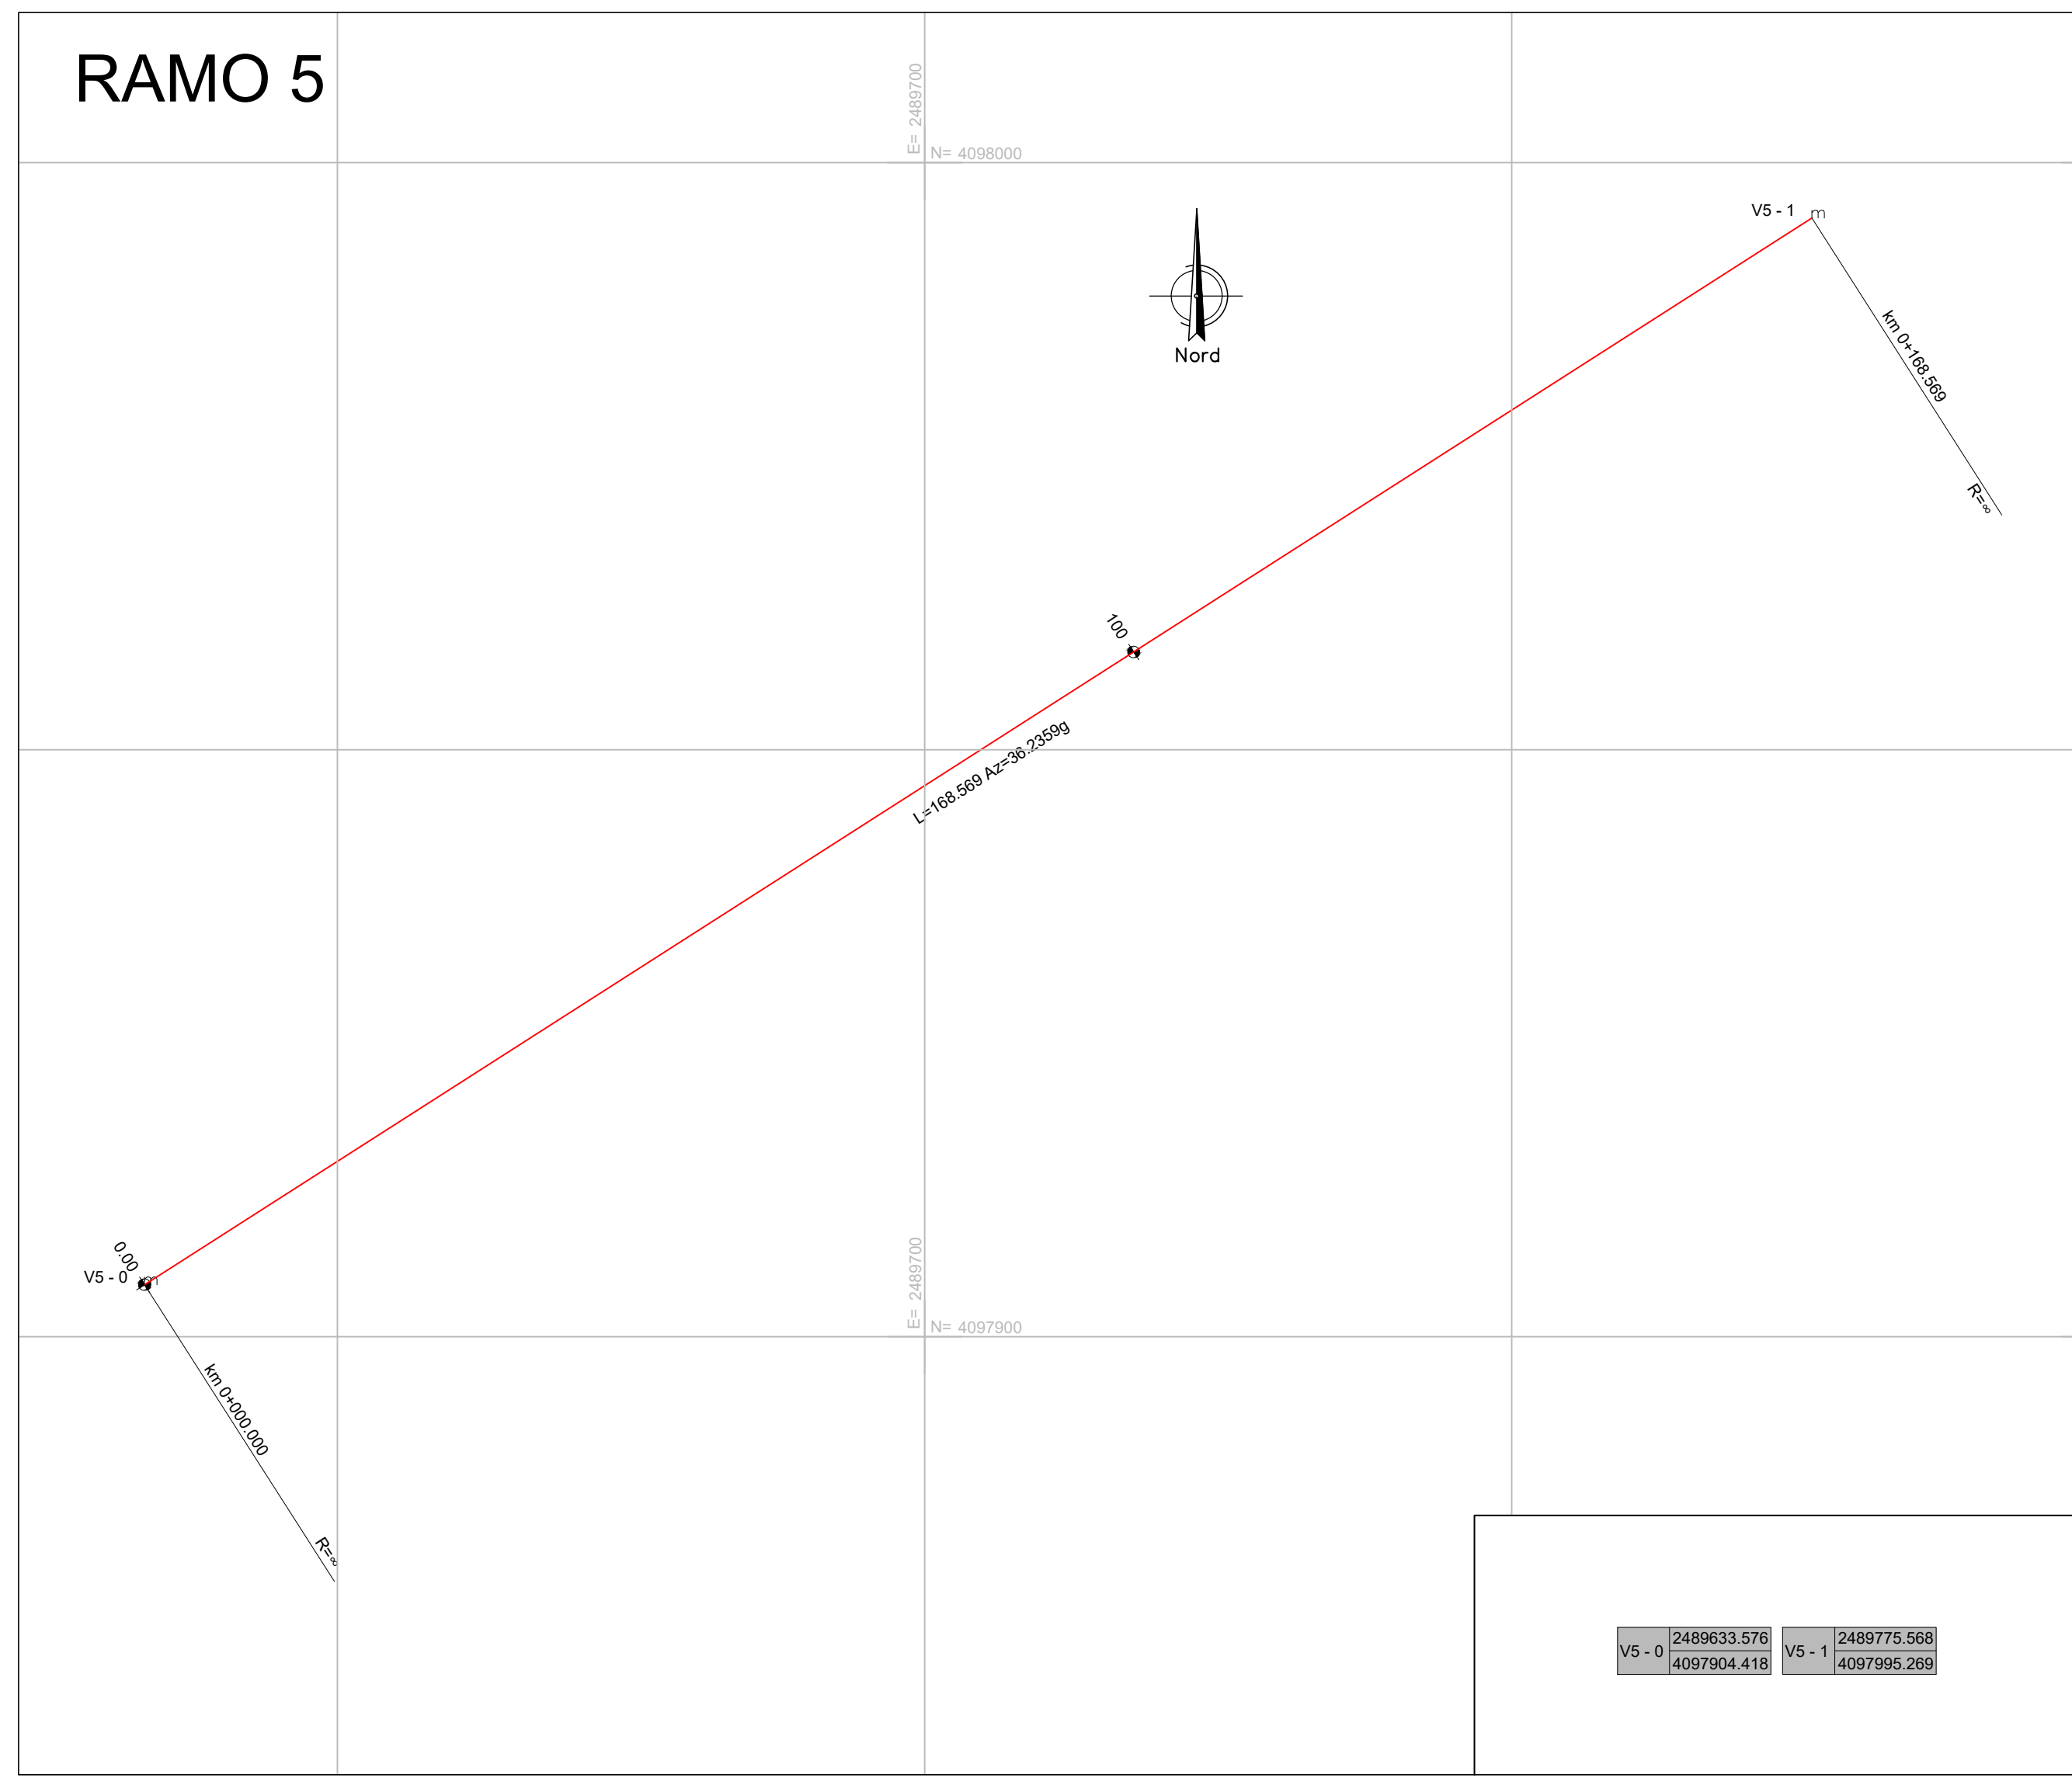 RAMO 5
E= 2489700
N= 4098000
V5 - 1 m
Nord
km 0+168.569
R=∞
100
L=168.569 Az=36.2359g
0.00
V5 - 0 m
E= 2489700
N= 4097900
km 0+000.000
R=∞
V5 - 0
2489633.576
4097904.418
V5 - 1
2489775.568
4097995.269